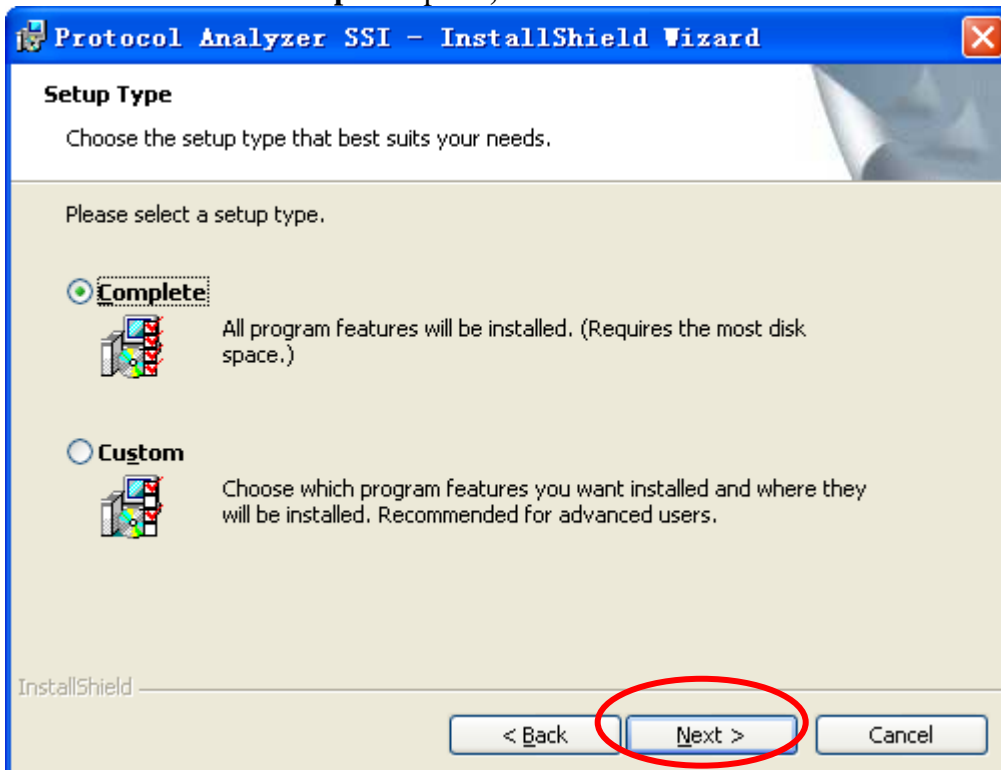 Protocol Analyzer SSI - InstallShield Wizard
Setup Type
Choose the setup type that best suits your needs.
Please select a setup type.
Complete
All program features will be installed. (Requires the most disk
space.)
Custom
Choose which program features you want installed and where they
will be installed. Recommended for advanced users.
InstallShield
< Back Next > Cancel